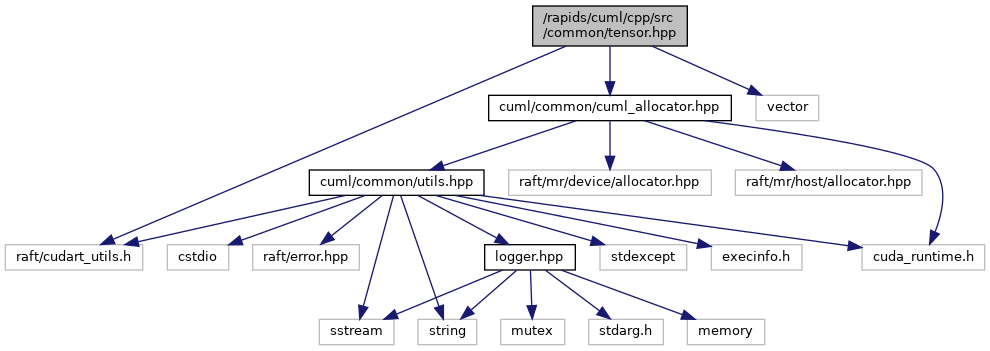 /rapids/cuml/cpp/src
/common/tensor.hpp
cuml/common/cuml_allocator.hpp
vector
cuml/common/utils.hpp
raft/mr/device/allocator.hpp
raft/mr/host/allocator.hpp
raft/cudart_utils.h
cstdio
raft/error.hpp
logger.hpp
stdexcept
execinfo.h
cuda_runtime.h
sstream
string
mutex
stdarg.h
memory